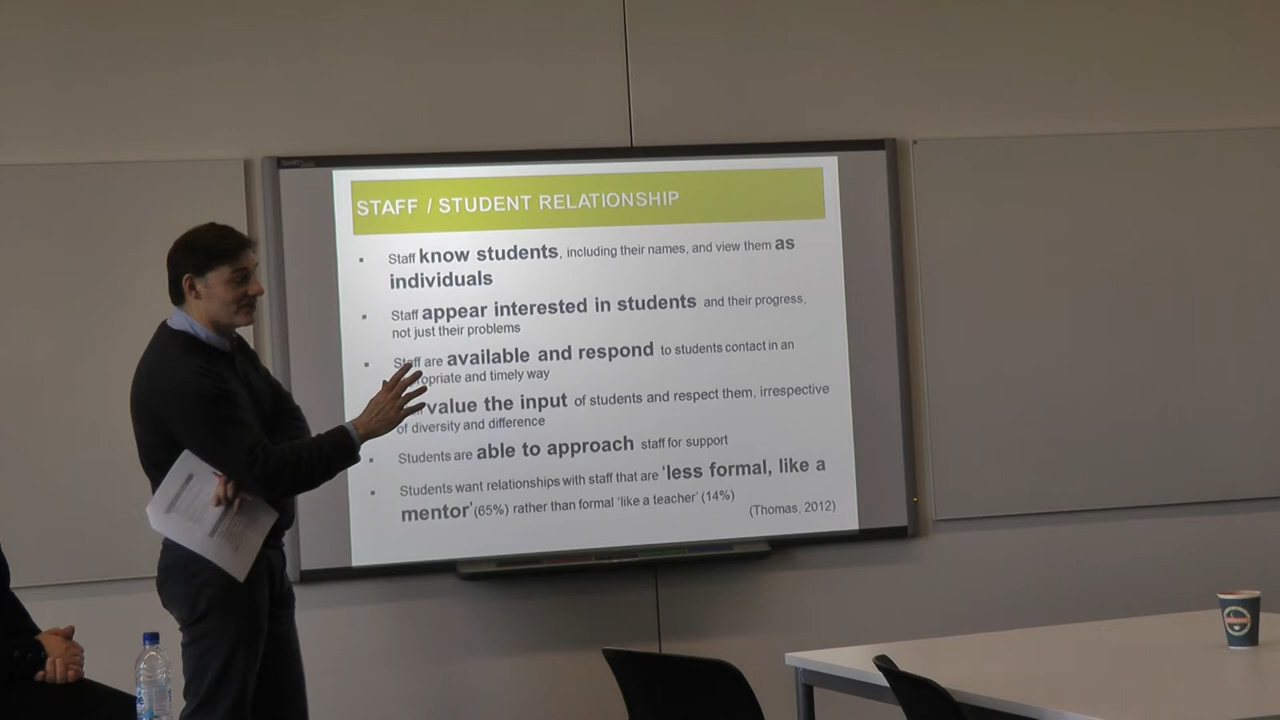 STAFF / STUDENT RELATIONSHIP
Staff know students, including their names, and view them as
individuals
Staff appear interested in students and their progress,
not just their problems
Staff are available and respond to students contact in an
opriate and timely way
value the input of students and respect them, irrespective
of diversity and difference
Students are able to approach staff for support
Students want relationships with staff that are 'less formal, like a
mentor' (65%) rather than formal 'like a teacher' (14%)
(Thomas, 2012)